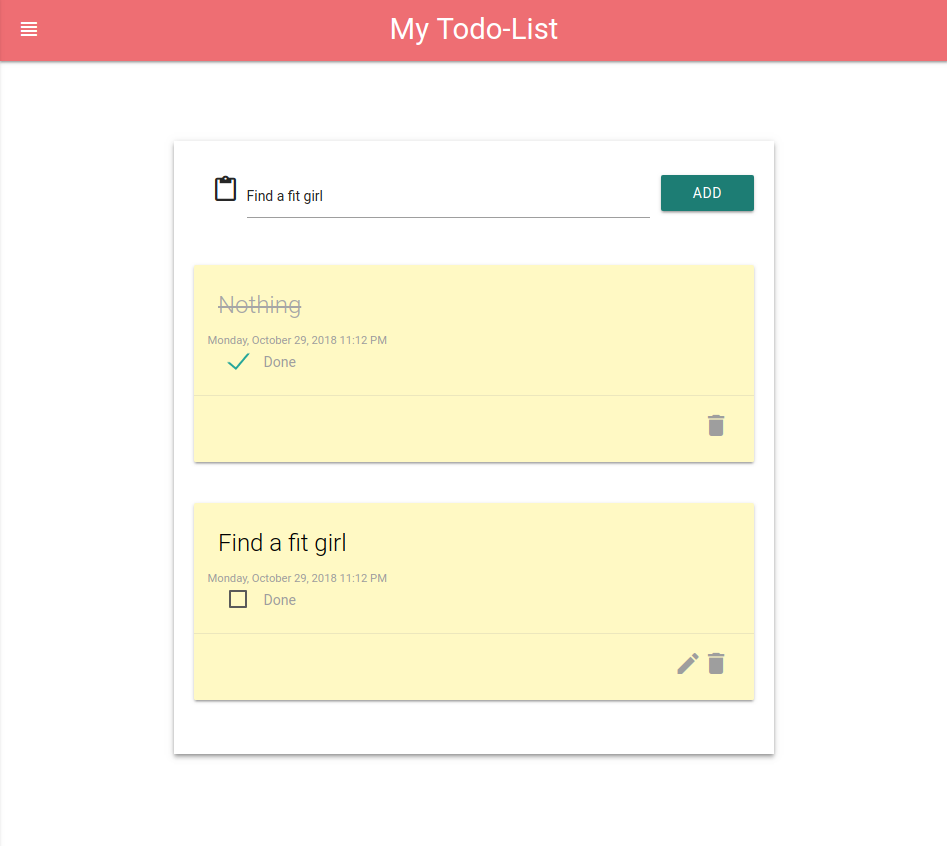 My Todo-List
Find a fit girl
ADD
Nothing
Monday, October 29, 2018 11:12 PM
Done
Find a fit girl
Monday, October 29, 2018 11:12 PM
Done